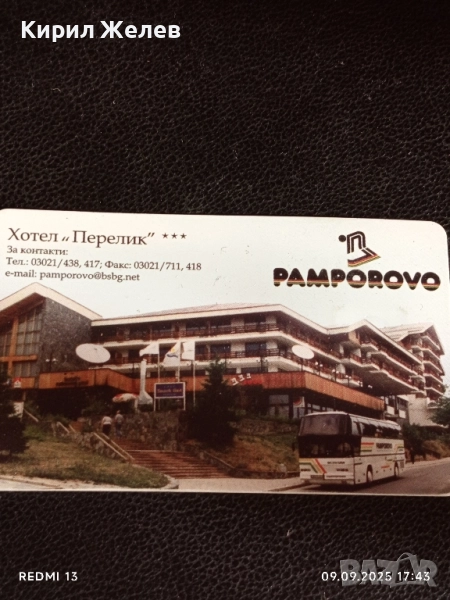 Кирил Желев
Хотел „Перелик" ***
За контакти:
Тел.: 03021/438, 417; Факс: 03021/711, 418
e-mail: pamporovo@bsbg.net
PAMPOROVO
REDMI 13
09.09.2025 17:43
BAZAR